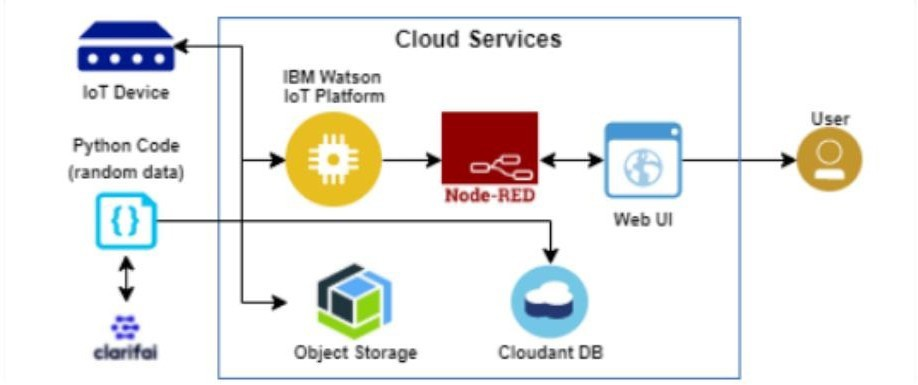 Cloud Services
IoT Device
IBM Watson
IoT Platform
User
Python Code
(random data)
{}
Node-RED
Web UI
clarifai
Object Storage
Cloudant DB